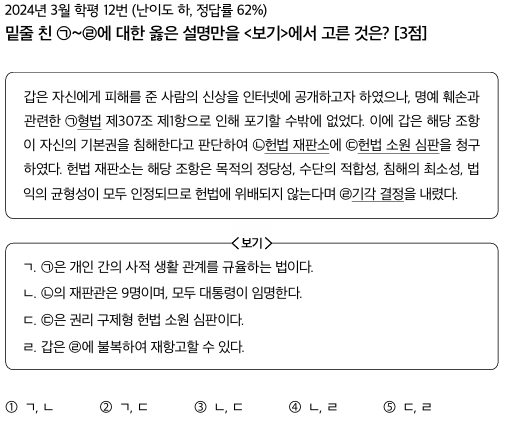 2024년 3월 학평 12번 (난이도 하, 정답률 62%)
밑줄 친 ㉠~㉣에 대한 옳은 설명만을 <보기>에서 고른 것은? [3점]
갑은 자신에게 피해를 준 사람의 신상을 인터넷에 공개하고자 하였으나, 명예 훼손과
관련한 ㉠형법 제307조 제1항으로 인해 포기할 수밖에 없었다. 이에 갑은 해당 조항
이 자신의 기본권을 침해한다고 판단하여 ㉡헌법 재판소에 ㉢헌법 소원 심판을 청구
하였다. 헌법 재판소는 해당 조항은 목적의 정당성, 수단의 적합성, 침해의 최소성, 법
익의 균형성이 모두 인정되므로 헌법에 위배되지 않는다며 ㉣기각 결정을 내렸다.
<보기>
ㄱ. ㉠은 개인 간의 사적 생활 관계를 규율하는 법이다.
ㄴ. ㉡의 재판관은 9명이며, 모두 대통령이 임명한다.
ㄷ. ㉢은 권리 구제형 헌법 소원 심판이다.
ㄹ. 갑은 ㉣에 불복하여 재항고할 수 있다.
① ㄱ, ㄴ ② ㄱ, ㄷ ③ ㄴ, ㄷ ④ ㄴ, ㄹ ⑤ ㄷ, ㄹ